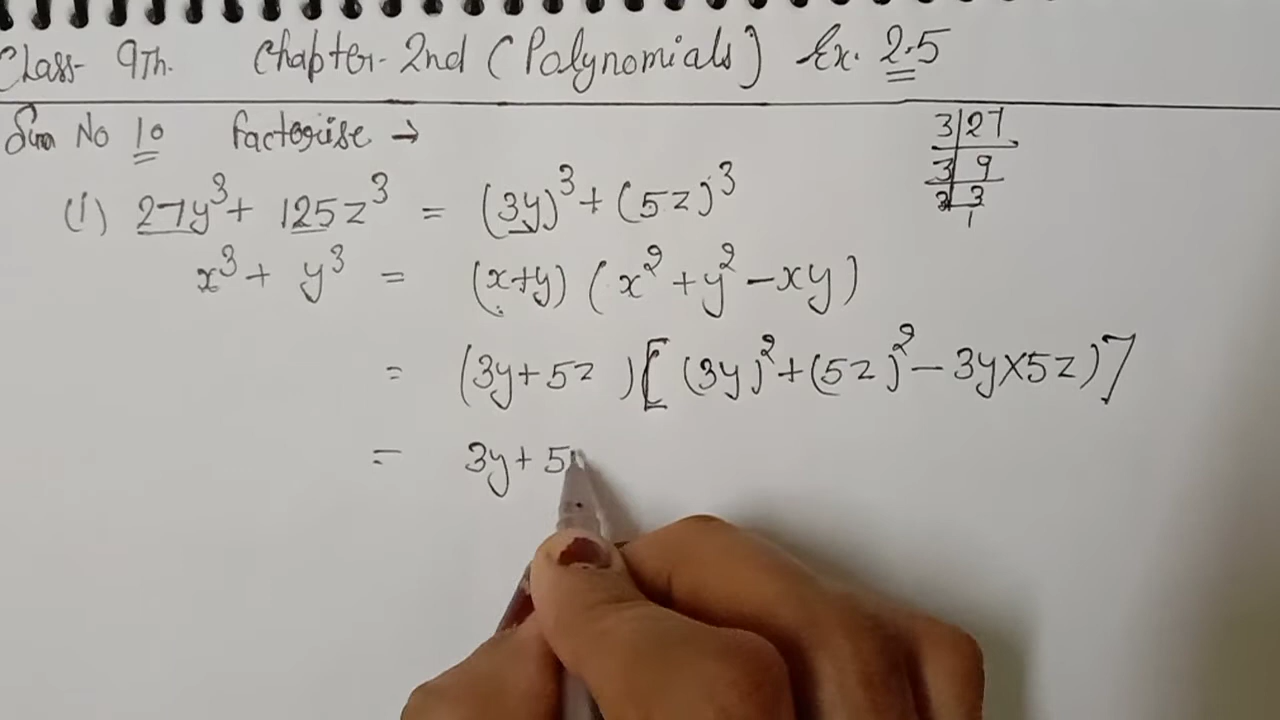 Class- 9Th. Chapter-2nd (Polynomials) Ex. 2.5
Sum No 10 Factorise →
(i) 27y³ + 125z³ = (3y)³ + (5z)³
x³ + y³ = (x+y) (x² + y² - xy)
= (3y + 5z) [(3y)² + (5z)² - 3y×5z)]
= 3y + 5
3|27
3|9
3|3
1